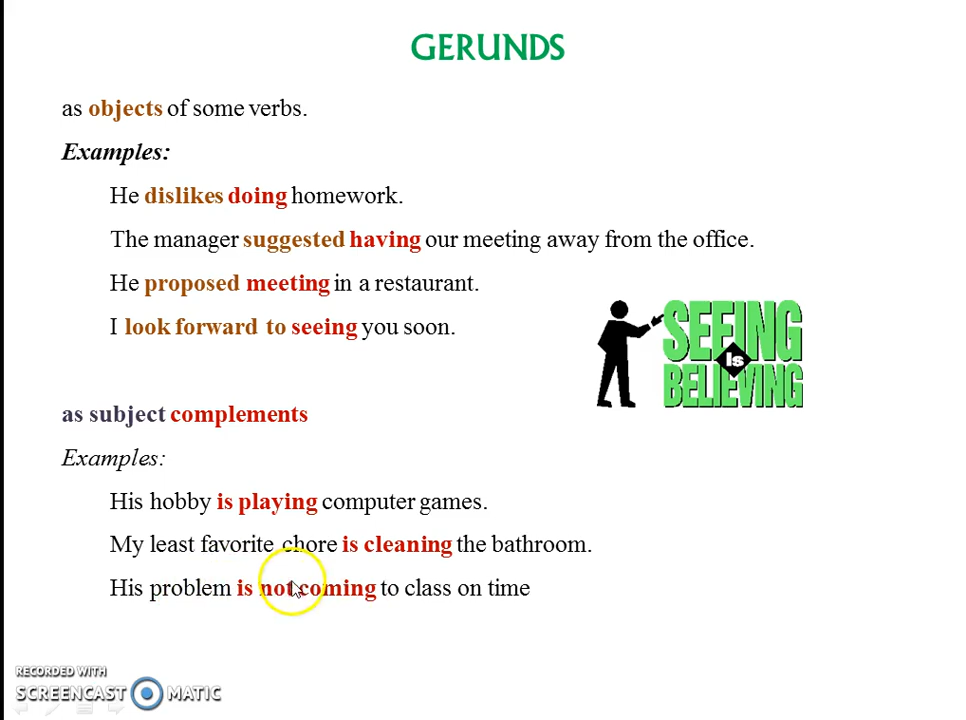 GERUNDS
as objects of some verbs.
Examples:
He dislikes doing homework.
The manager suggested having our meeting away from the office.
He proposed meeting in a restaurant.
I look forward to seeing you soon.
SEEING
Is
BELIEVING
as subject complements
Examples:
His hobby is playing computer games.
My least favorite chore is cleaning the bathroom.
His problem is not coming to class on time
RECORDED WITH
SCREENCAST MATIC